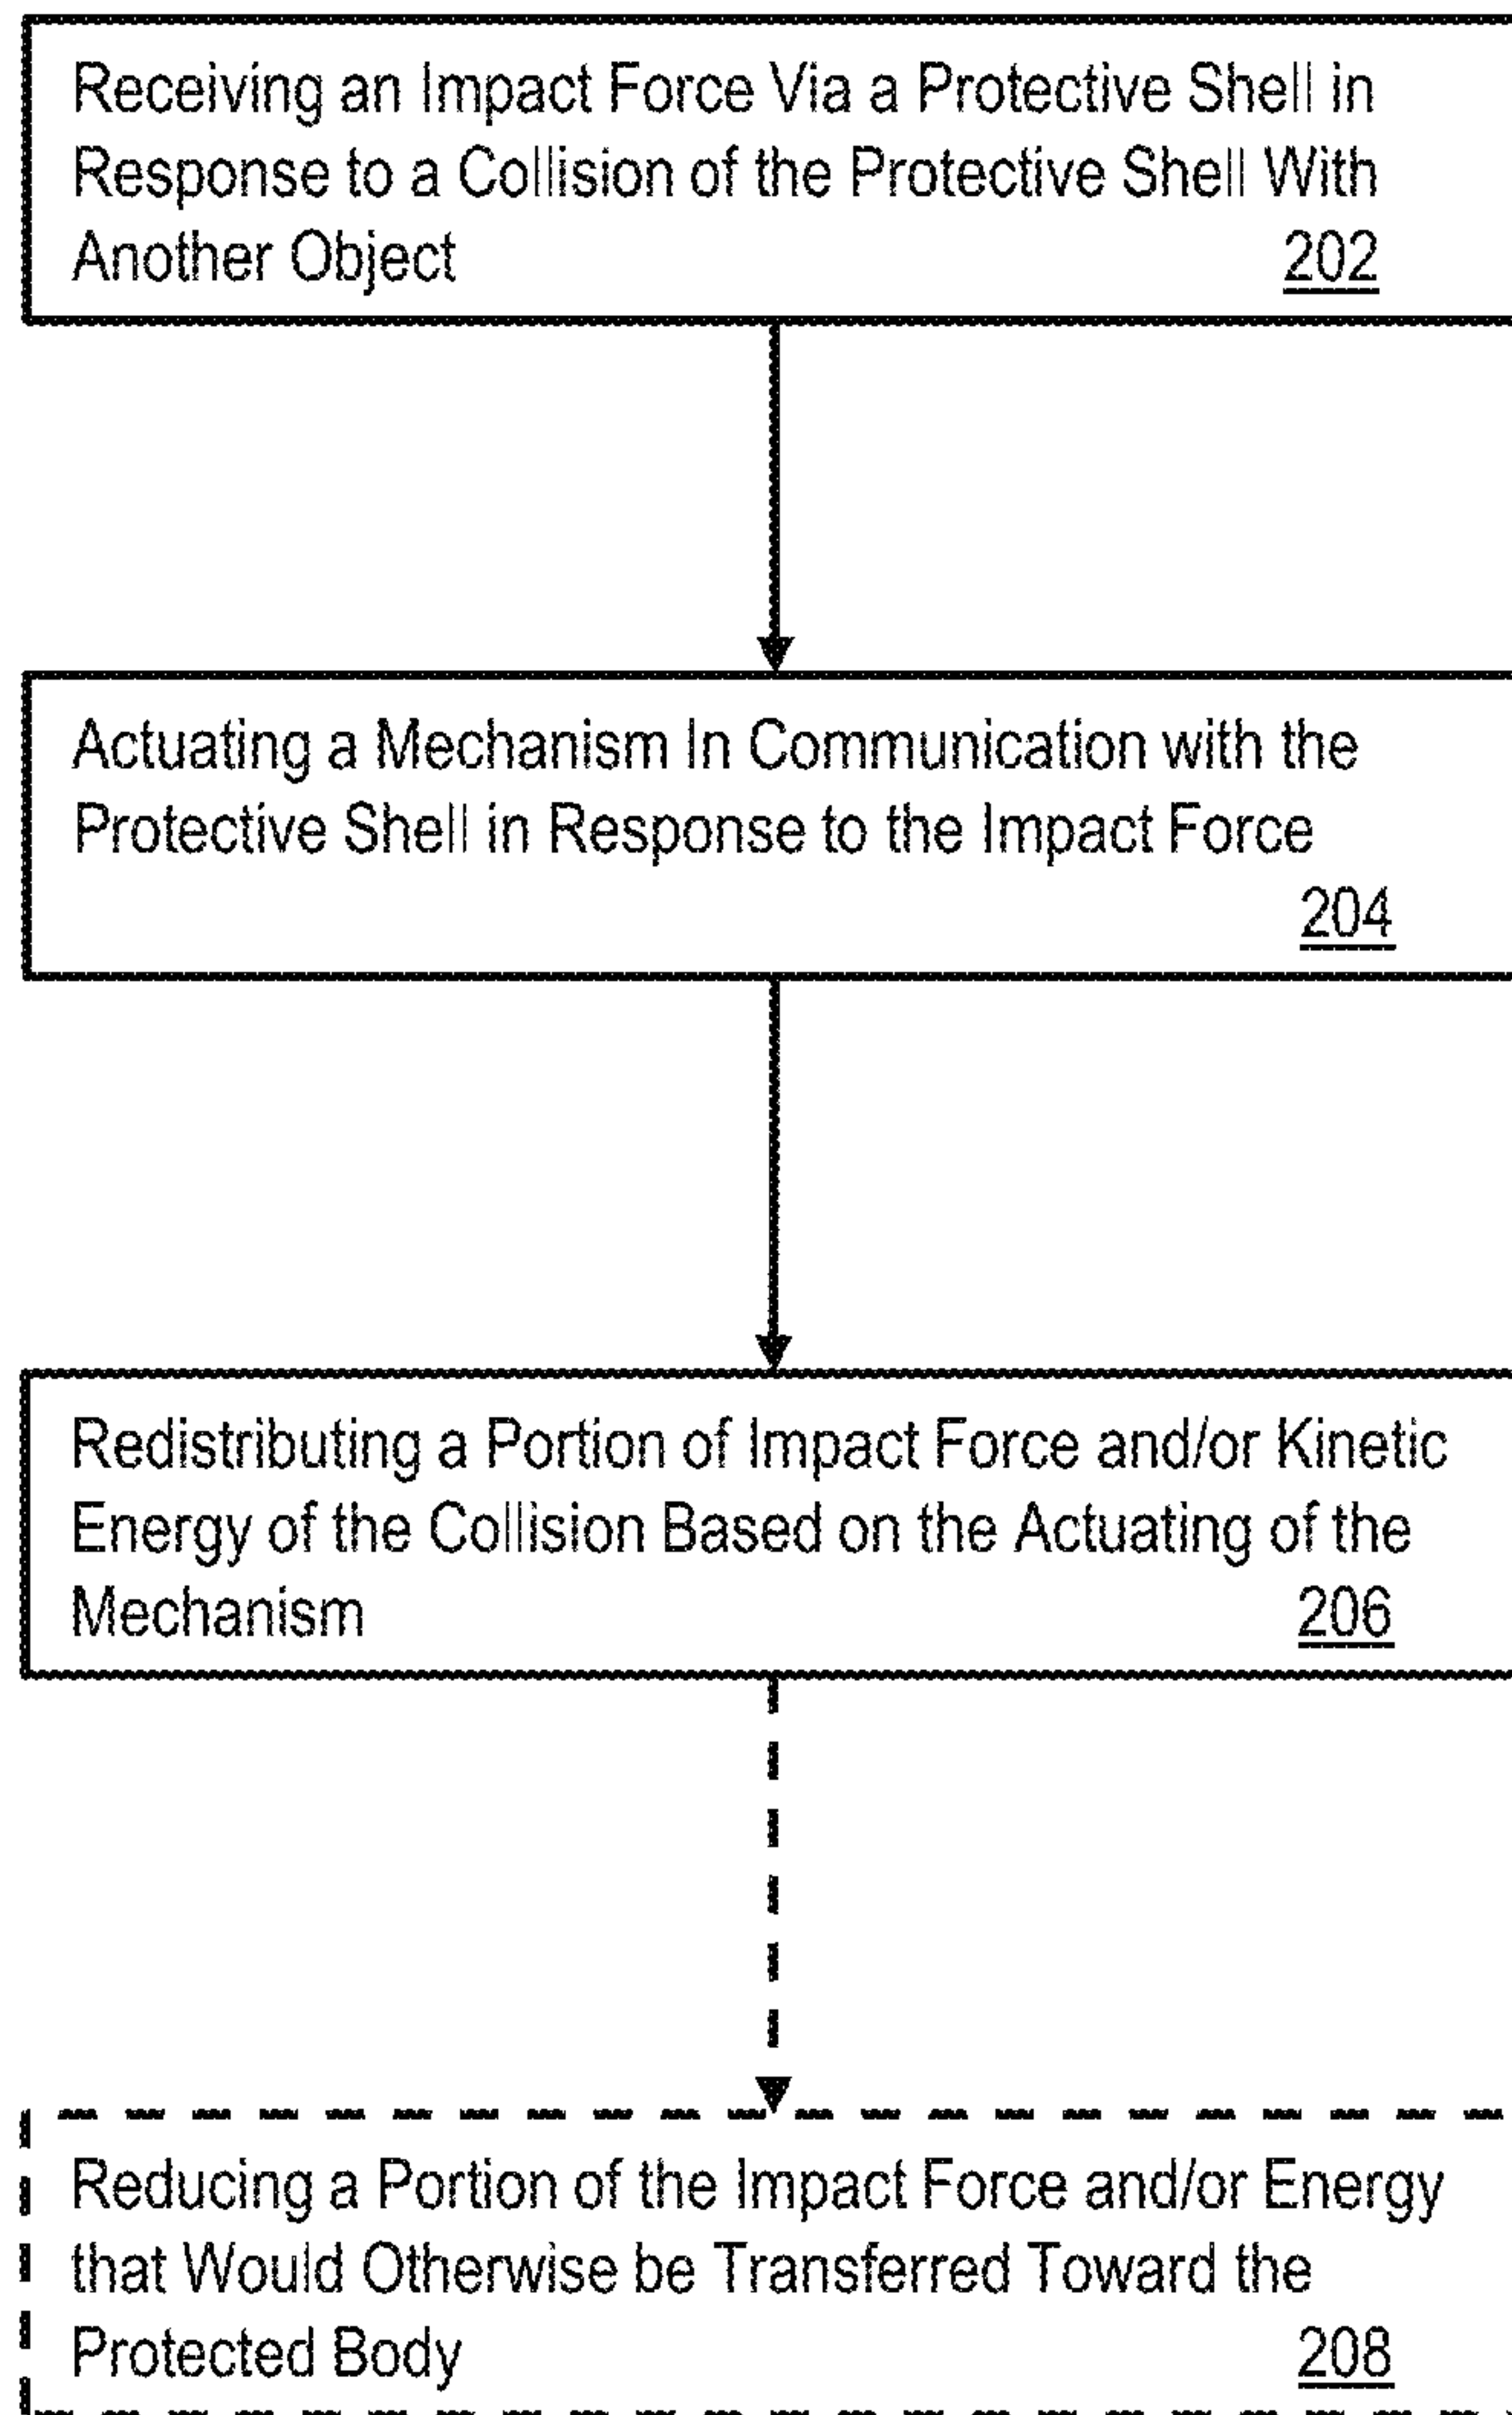 Receiving an Impact Force Via a Protective Shell in
Response to a Collision of the Protective Shell With
Another Object 202
Actuating a Mechanism In Communication with the
Protective Shell in Response to the Impact Force
204
Redistributing a Portion of Impact Force and/or Kinetic
Energy of the Collision Based on the Actuating of the
Mechanism 206
Reducing a Portion of the Impact Force and/or Energy
that Would Otherwise be Transferred Toward the
Protected Body 208